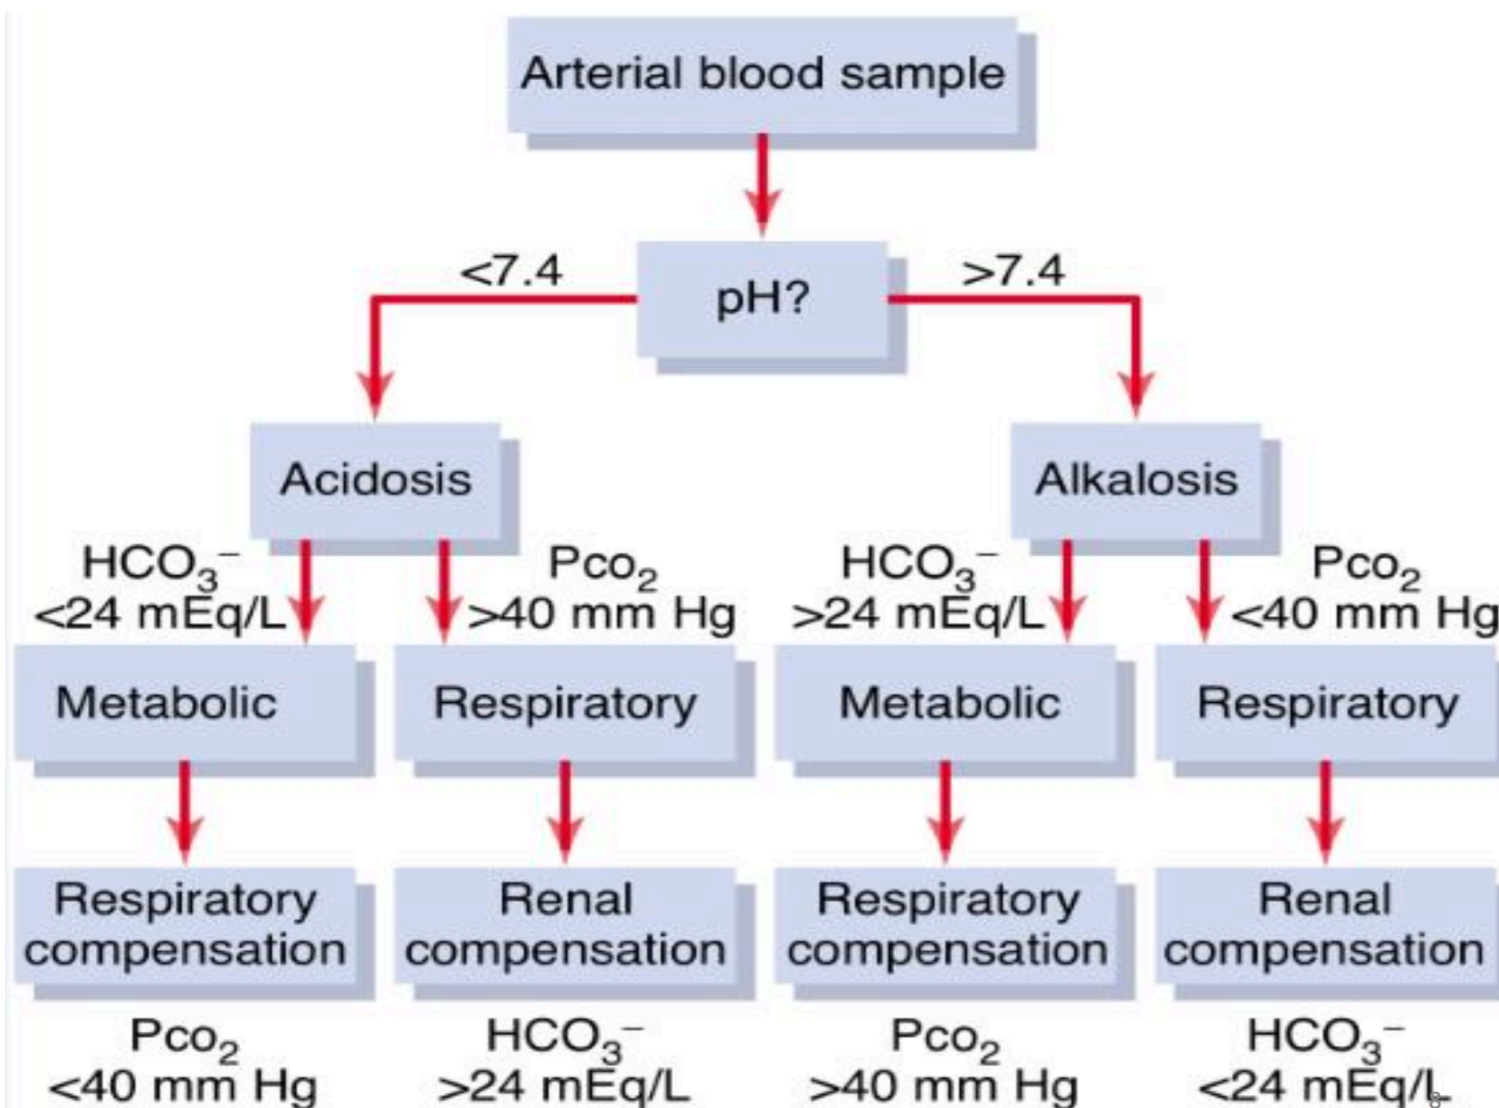 Arterial blood sample
<7.4
pH?
>7.4
Acidosis
Alkalosis
HCO₃⁻
<24 mEq/L
Pco₂
>40 mm Hg
HCO₃⁻
>24 mEq/L
Pco₂
<40 mm Hg
Metabolic
Respiratory
Metabolic
Respiratory
Respiratory
compensation
Renal
compensation
Respiratory
compensation
Renal
compensation
Pco₂
<40 mm Hg
HCO₃⁻
>24 mEq/L
Pco₂
>40 mm Hg
HCO₃⁻
<24 mEq/L
8